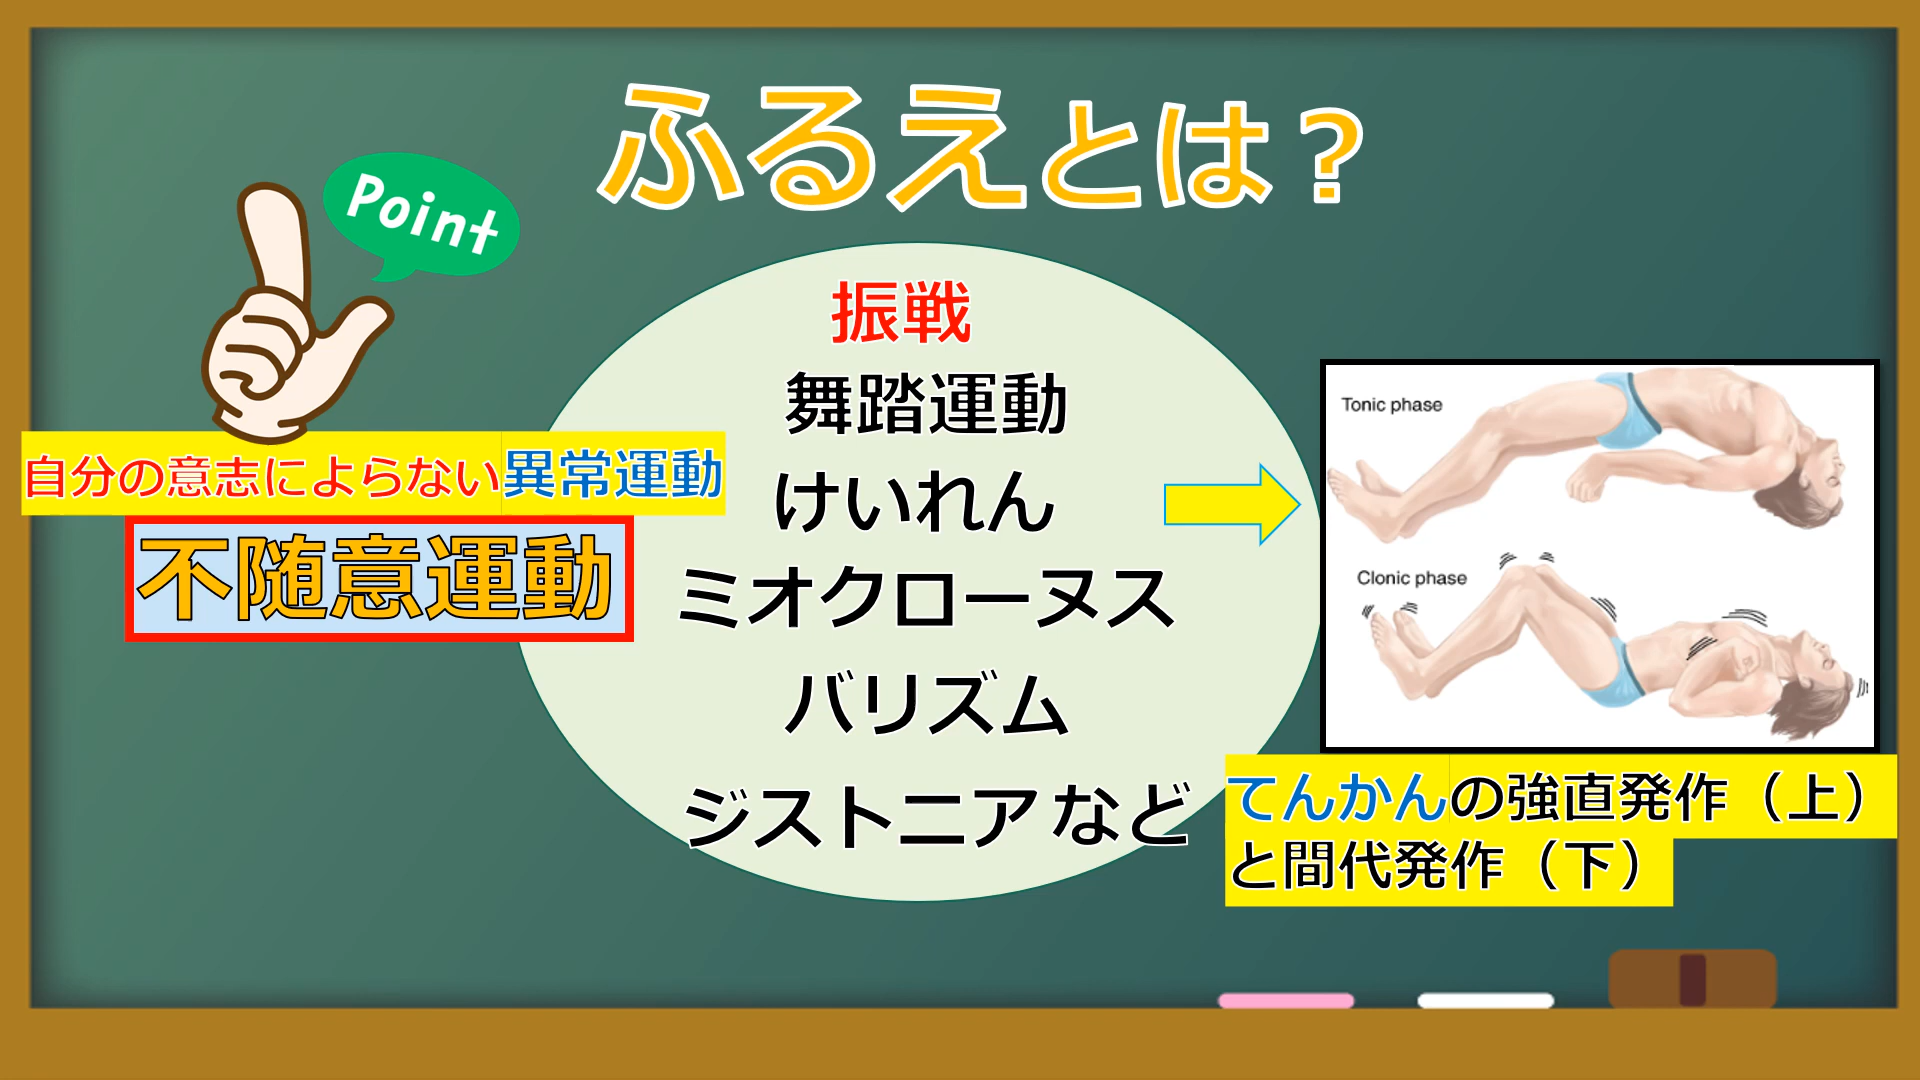 ふるえとは？
Point
自分の意志によらない異常運動
不随意運動
振戦
舞踏運動
けいれん
ミオクローヌス
バリズム
ジストニアなど
Tonic phase
Clonic phase
てんかんの強直発作（上）
と間代発作（下）